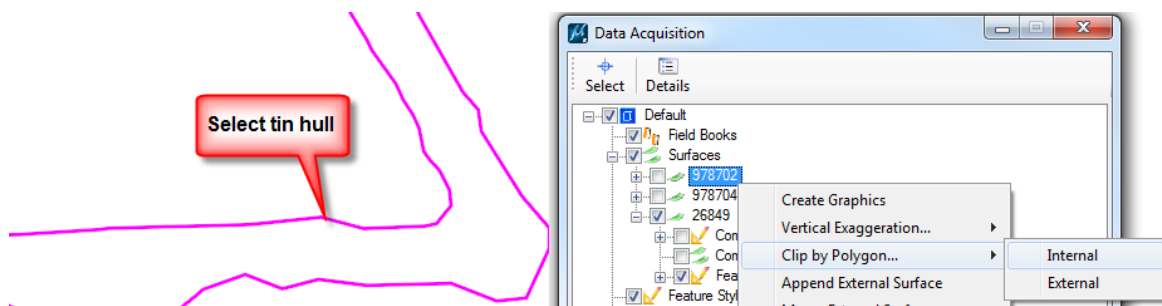 Select tin hull
Data Acquisition
Select Details
Default
Field Books
Surfaces
978702
978704
26849
Con
Con
Fea
Feature Styl
Create Graphics
Vertical Exaggeration...
Clip by Polygon...
Append External Surface
Internal
External